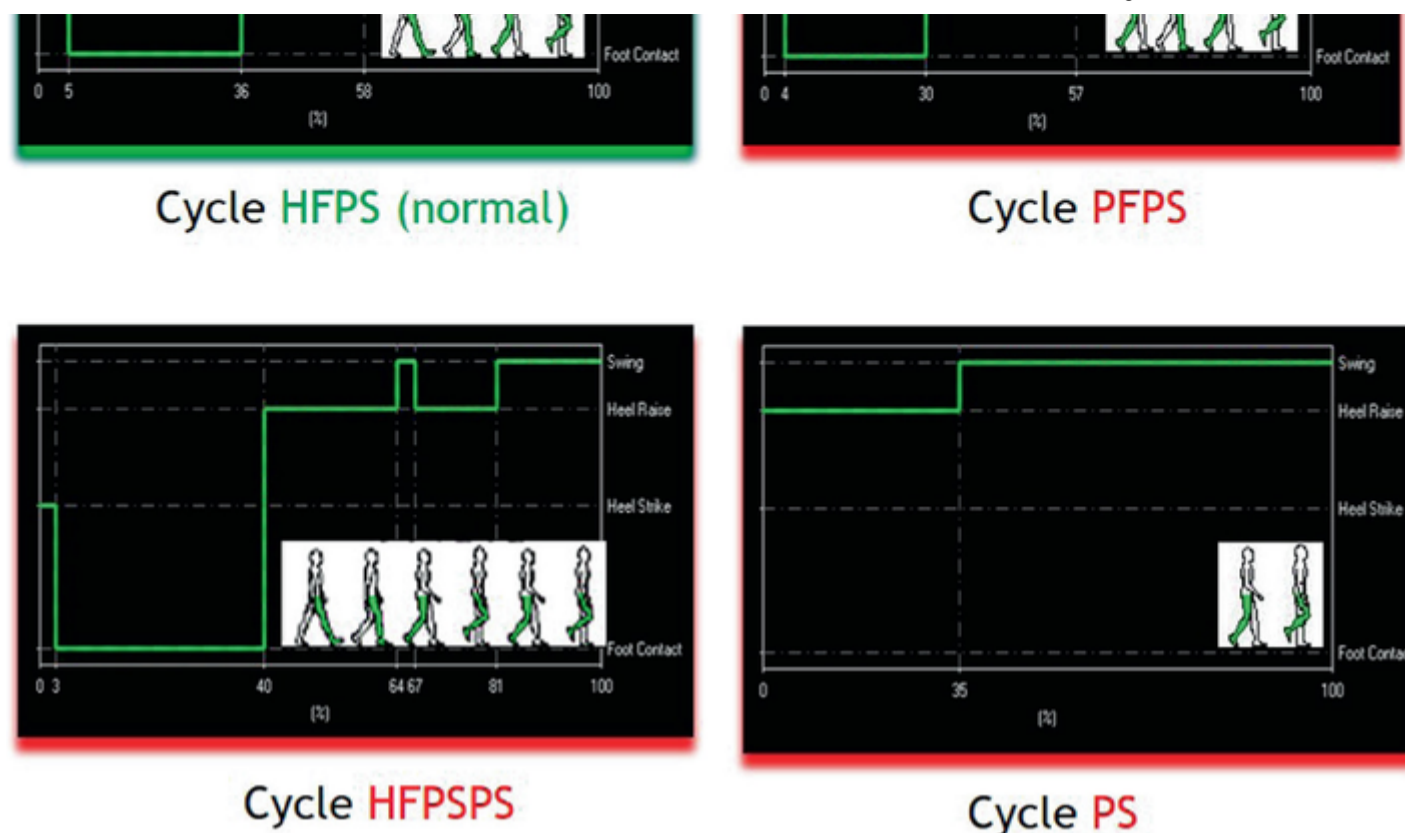 Foot Contact
0 5 36 58 100
(%)
Cycle HFPS (normal)
Foot Contact
0 4 30 57 100
(%)
Cycle PFPS
Swing
Heel Raise
Heel Strike
Foot Contact
0 3 40 64 67 81 100
(%)
Cycle HFPSPS
Swing
Heel Raise
Heel Strike
Foot Contac
0 35 100
(%)
Cycle PS